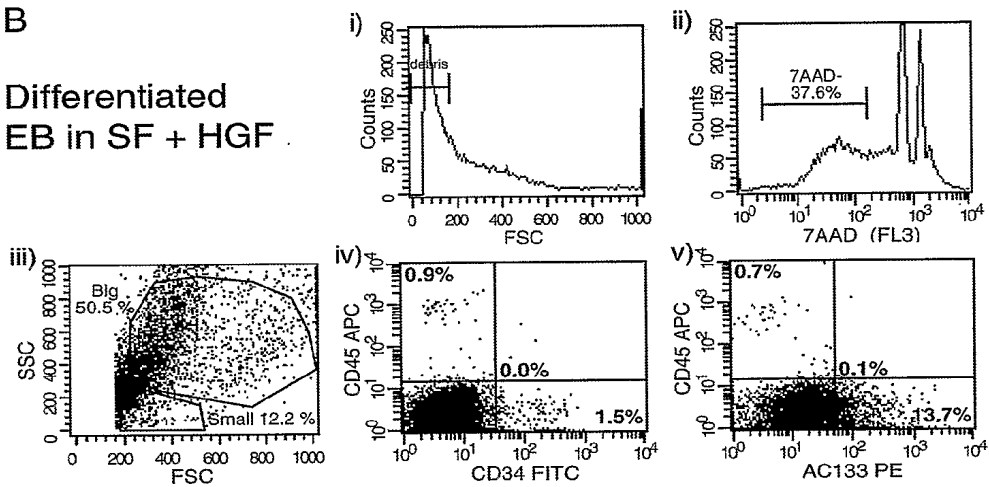 B
Differentiated
EB in SF + HGF
i)
250
200
150
100
50
0
Counts
debris
0 200 400 600 800 1000
FSC
ii)
250
200
150
100
50
0
Counts
7AAD-
37.6%
10^0 10^1 10^2 10^3 10^4
7AAD (FL3)
iii)
1000
800
600
400
200
0
SSC
Big
50.5 %
Small 12.2 %
0 200 400 600 800 1000
FSC
iv)
10^4
10^3
10^2
10^1
10^0
CD45 APC
0.9%
0.0%
1.5%
10^0 10^1 10^2 10^3 10^4
CD34 FITC
v)
10^4
10^3
10^2
10^1
10^0
CD45 APC
0.7%
0.1%
13.7%
10^0 10^1 10^2 10^3 10^4
AC133 PE